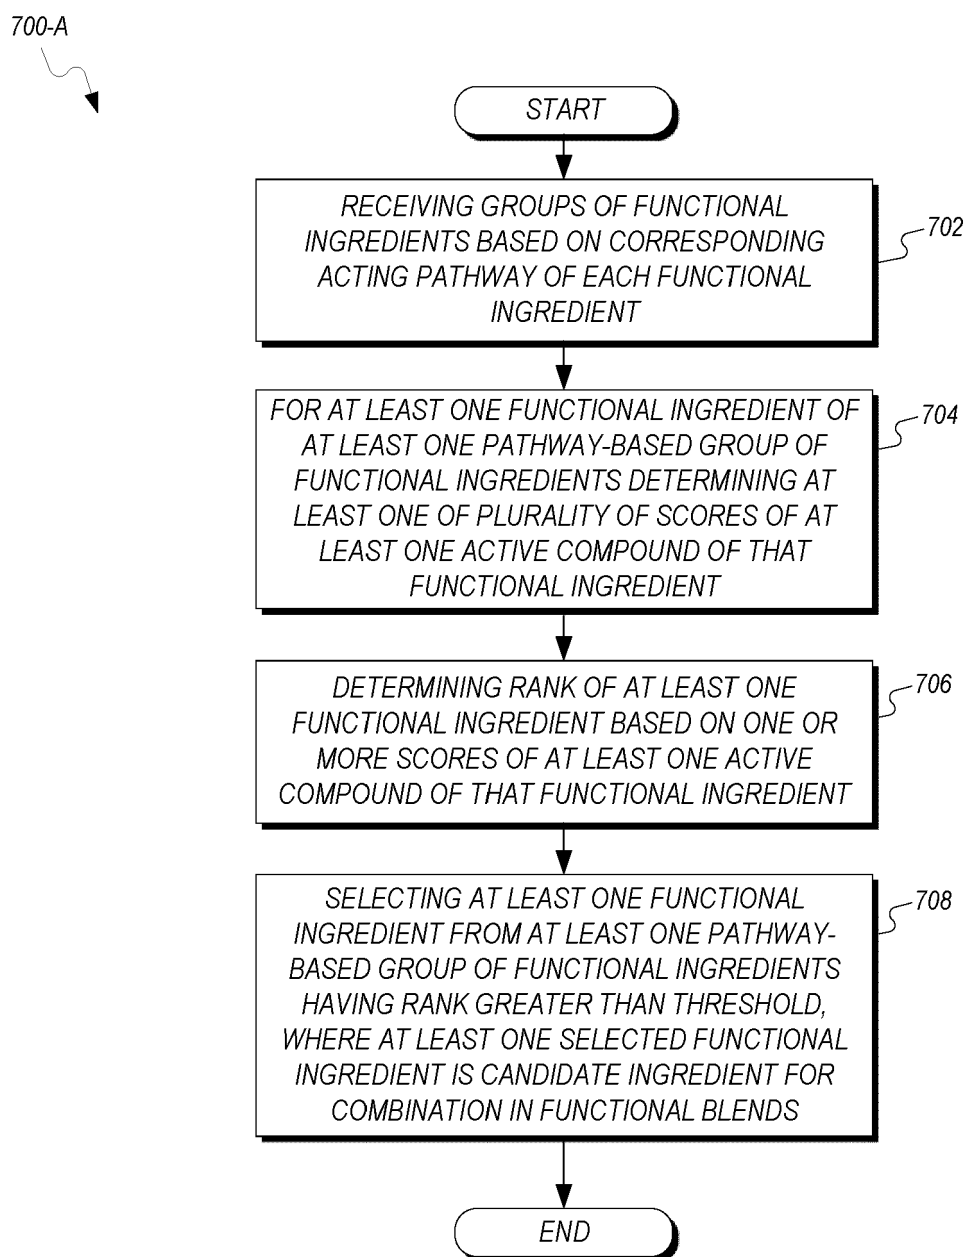 700-A
START
RECEIVING GROUPS OF FUNCTIONAL
INGREDIENTS BASED ON CORRESPONDING
ACTING PATHWAY OF EACH FUNCTIONAL
INGREDIENT
702
FOR AT LEAST ONE FUNCTIONAL INGREDIENT OF
AT LEAST ONE PATHWAY-BASED GROUP OF
FUNCTIONAL INGREDIENTS DETERMINING AT
LEAST ONE OF PLURALITY OF SCORES OF AT
LEAST ONE ACTIVE COMPOUND OF THAT
FUNCTIONAL INGREDIENT
704
DETERMINING RANK OF AT LEAST ONE
FUNCTIONAL INGREDIENT BASED ON ONE OR
MORE SCORES OF AT LEAST ONE ACTIVE
COMPOUND OF THAT FUNCTIONAL INGREDIENT
706
SELECTING AT LEAST ONE FUNCTIONAL
INGREDIENT FROM AT LEAST ONE PATHWAY-
BASED GROUP OF FUNCTIONAL INGREDIENTS
HAVING RANK GREATER THAN THRESHOLD,
WHERE AT LEAST ONE SELECTED FUNCTIONAL
INGREDIENT IS CANDIDATE INGREDIENT FOR
COMBINATION IN FUNCTIONAL BLENDS
708
END